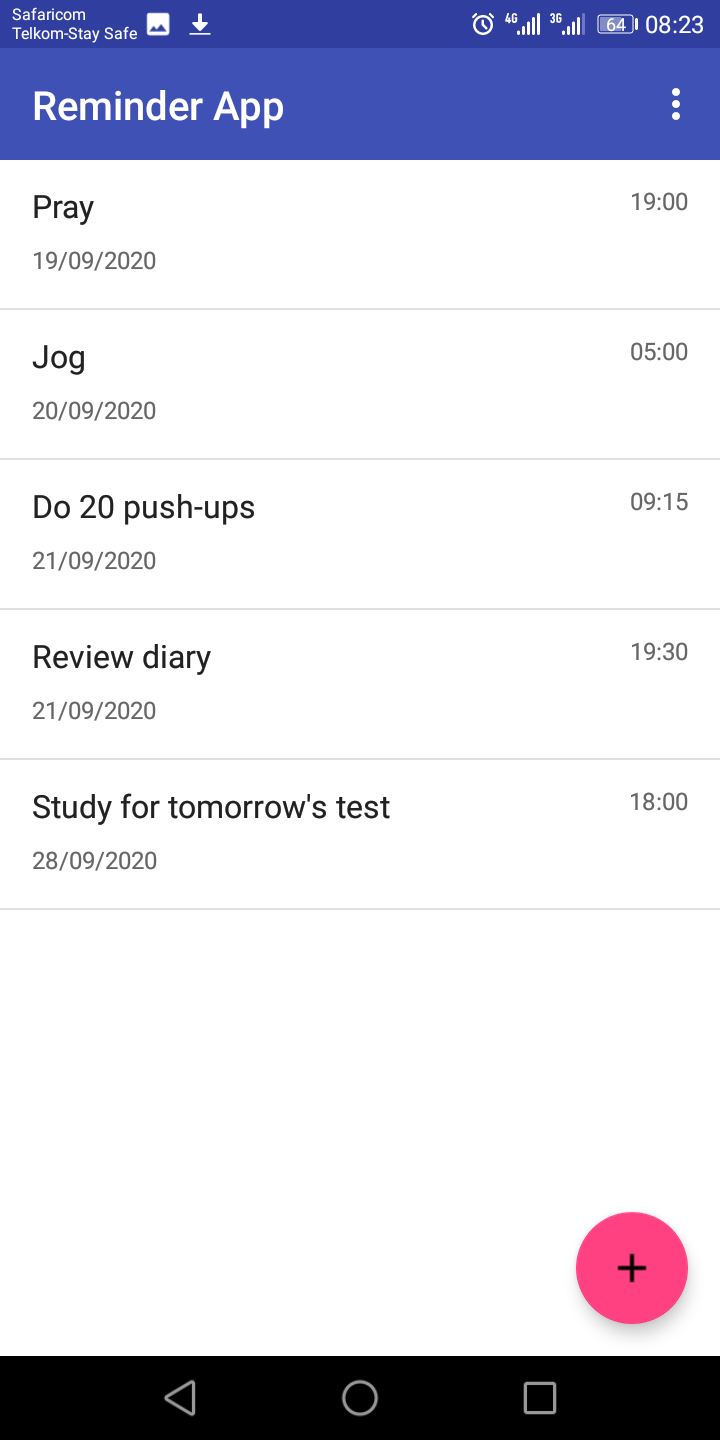 Safaricom
Telkom-Stay Safe
4G 3G 64 08:23
Reminder App
Pray 19:00
19/09/2020
Jog 05:00
20/09/2020
Do 20 push-ups 09:15
21/09/2020
Review diary 19:30
21/09/2020
Study for tomorrow's test 18:00
28/09/2020